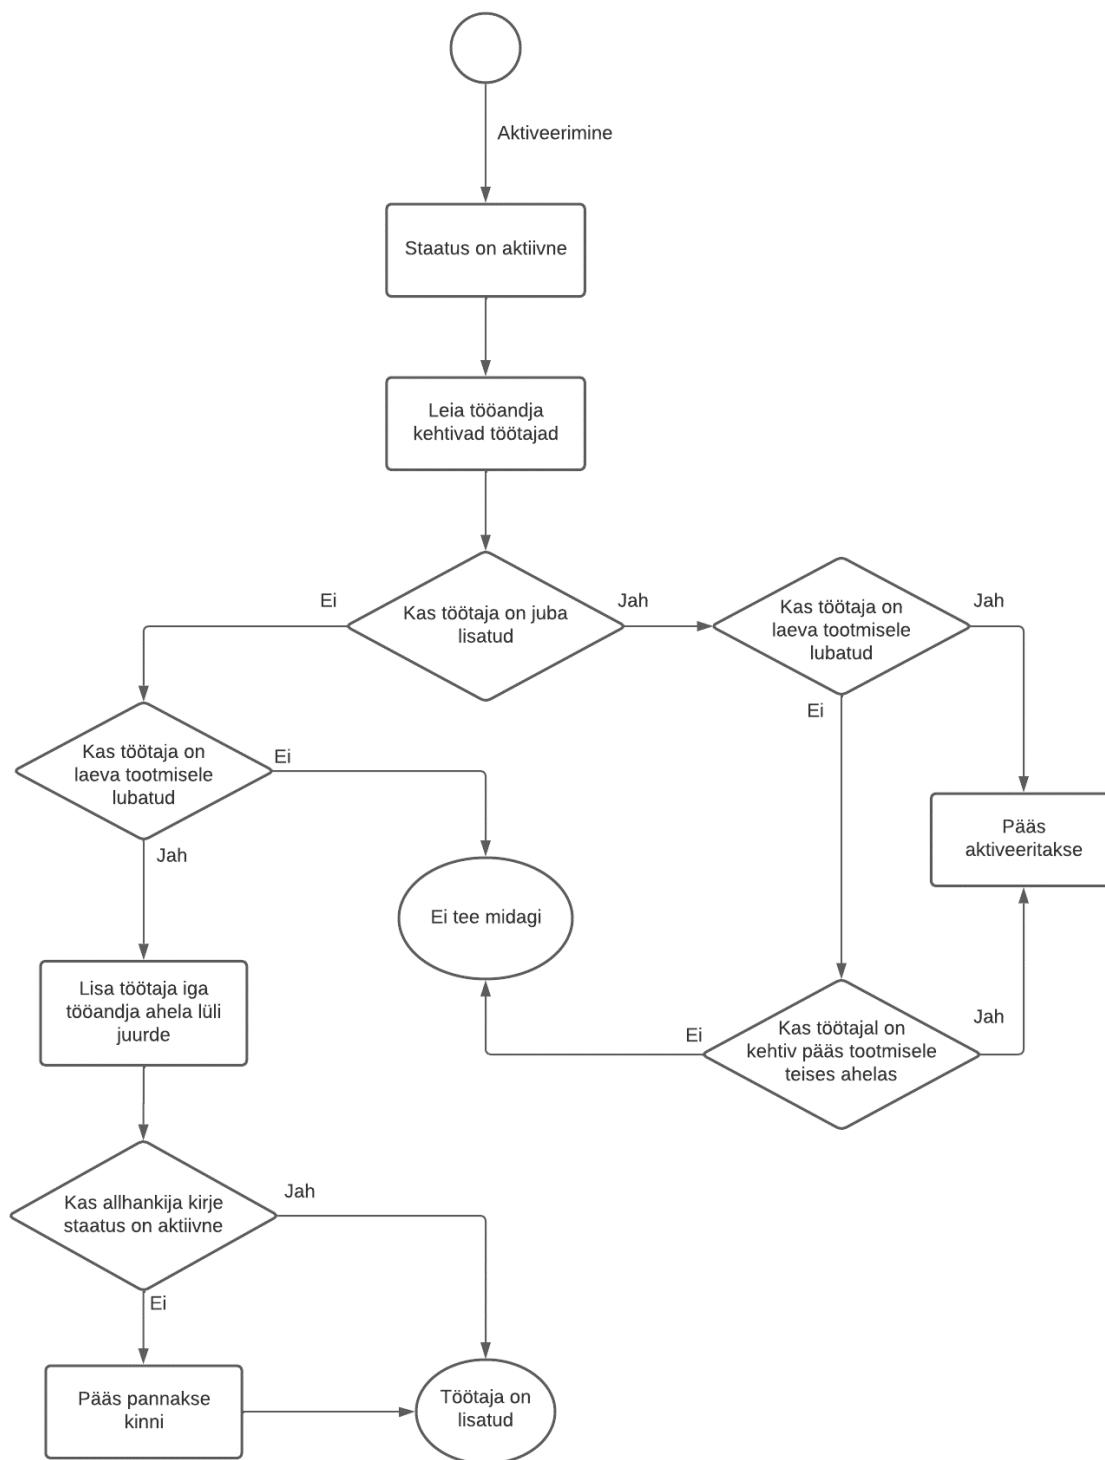 Aktiveerimine
Staatus on aktiivne
Leia tööandja
kehtivad töötajad
Ei
Kas töötaja on juba
lisatud
Jah
Kas töötaja on
laeva tootmisele
lubatud
Jah
Ei
Kas töötaja on
laeva tootmisele
lubatud
Ei
Jah
Pääs
aktiveeritakse
Ei tee midagi
Lisa töötaja iga
tööandja ahela lüli
juurde
Ei
Kas töötajal on
kehtiv pääs tootmisele
teises ahelas
Jah
Kas allhankija kirje
staatus on aktiivne
Jah
Ei
Pääs pannakse
kinni
Töötaja on
lisatud